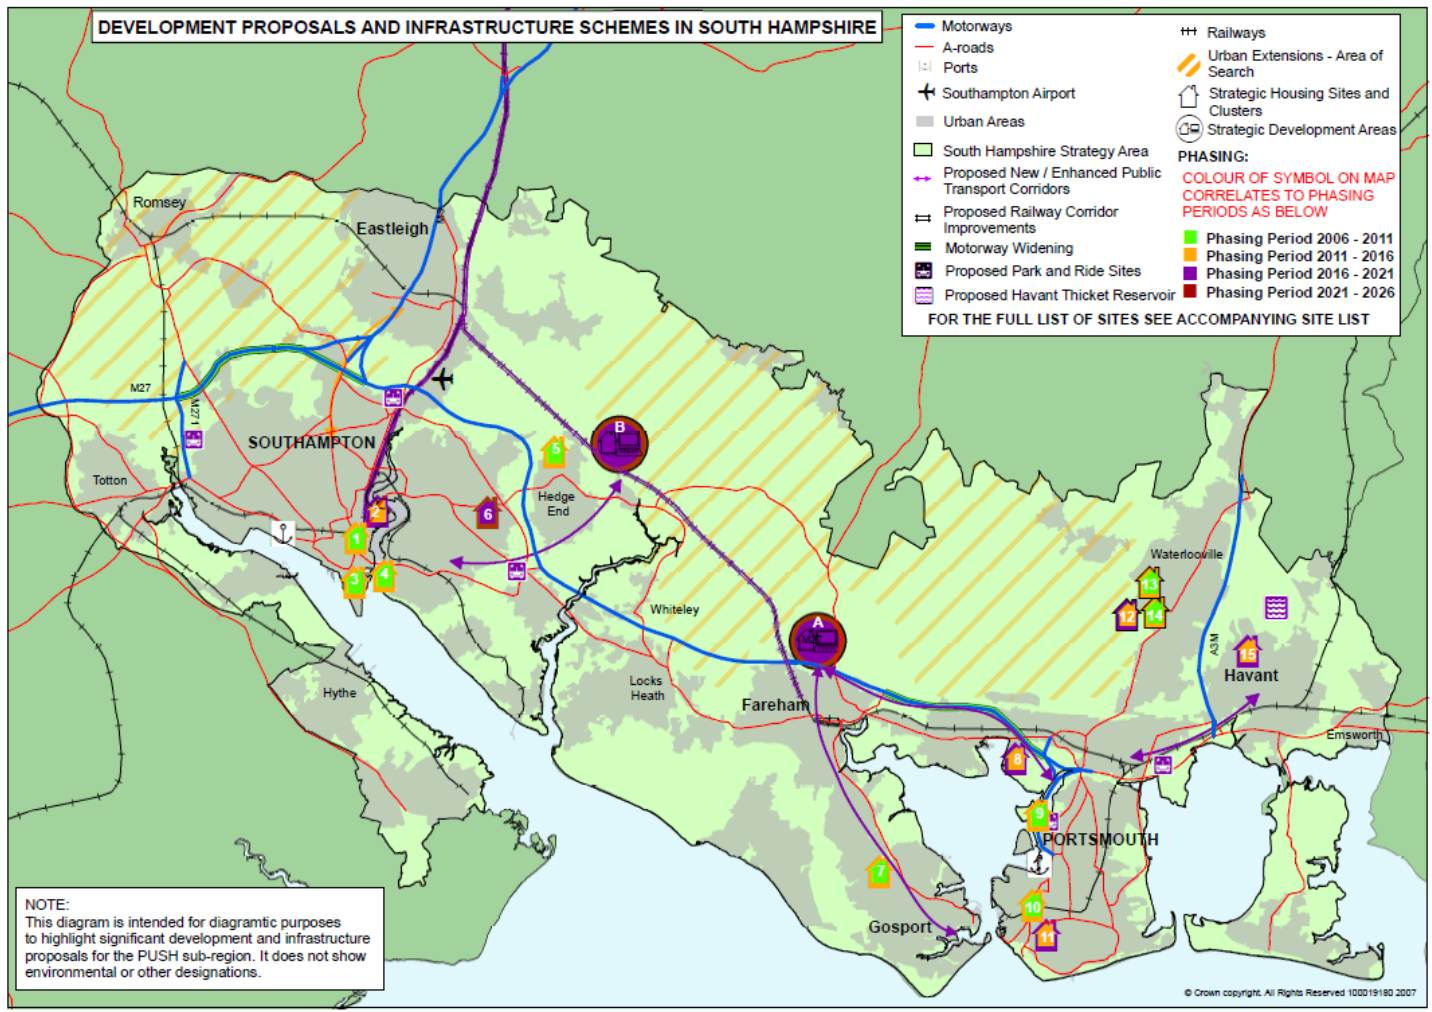 DEVELOPMENT PROPOSALS AND INFRASTRUCTURE SCHEMES IN SOUTH HAMPSHIRE
Motorways
A-roads
Ports
Southampton Airport
Urban Areas
South Hampshire Strategy Area
Proposed New / Enhanced Public
Transport Corridors
Proposed Railway Corridor
Improvements
Motorway Widening
Proposed Park and Ride Sites
Proposed Havant Thicket Reservoir
Railways
Urban Extensions - Area of
Search
Strategic Housing Sites and
Clusters
Strategic Development Areas
PHASING:
COLOUR OF SYMBOL ON MAP
CORRELATES TO PHASING
PERIODS AS BELOW
Phasing Period 2006 - 2011
Phasing Period 2011 - 2016
Phasing Period 2016 - 2021
Phasing Period 2021 - 2026
FOR THE FULL LIST OF SITES SEE ACCOMPANYING SITE LIST
Romsey
Eastleigh
M27
M271
SOUTHAMPTON
B
5
Totton
Hedge
End
2
6
1
3
4
Waterlooville
13
12
14
Whiteley
A
M27
A3M
15
Havant
Hythe
Locks
Heath
Fareham
Emsworth
8
9
PORTSMOUTH
7
10
Gosport
11
NOTE:
This diagram is intended for diagramtic purposes
to highlight significant development and infrastructure
proposals for the PUSH sub-region. It does not show
environmental or other designations.
© Crown copyright. All Rights Reserved 100019180 2007